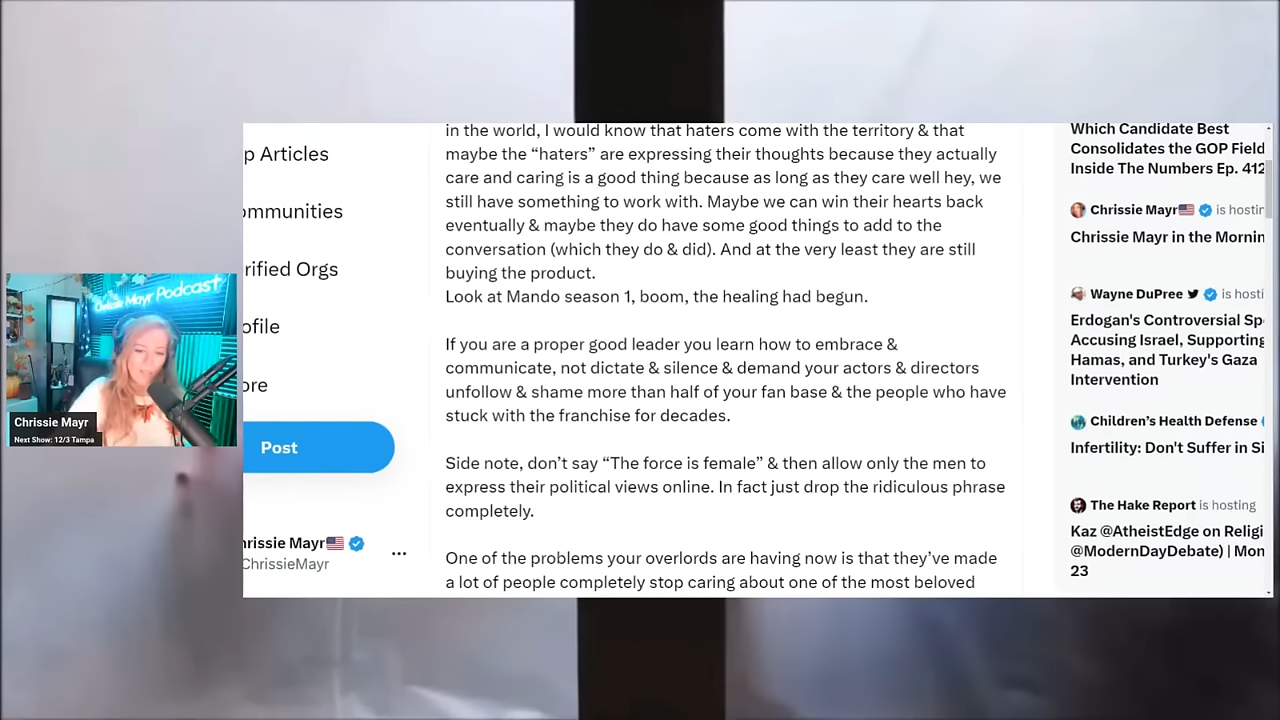 in the world, I would know that haters come with the territory & that
maybe the “haters” are expressing their thoughts because they actually
care and caring is a good thing because as long as they care well hey, we
still have something to work with. Maybe we can win their hearts back
eventually & maybe they do have some good things to add to the
conversation (which they do & did). And at the very least they are still
buying the product.
Look at Mando season 1, boom, the healing had begun.
If you are a proper good leader you learn how to embrace &
communicate, not dictate & silence & demand your actors & directors
unfollow & shame more than half of your fan base & the people who have
stuck with the franchise for decades.
Side note, don’t say “The force is female” & then allow only the men to
express their political views online. In fact just drop the ridiculous phrase
completely.
One of the problems your overlords are having now is that they’ve made
a lot of people completely stop caring about one of the most beloved
p Articles
ommunities
rified Orgs
ofile
ore
Post
hrissie Mayr
ChrissieMayr
Which Candidate Best
Consolidates the GOP Field
Inside The Numbers Ep. 412
Chrissie Mayr is hostin
Chrissie Mayr in the Mornin
Wayne DuPree is hosti
Erdogan's Controversial Sp
Accusing Israel, Supporting
Hamas, and Turkey's Gaza
Intervention
Children’s Health Defense
Infertility: Don't Suffer in Si
The Hake Report is hosting
Kaz @AtheistEdge on Religi
@ModernDayDebate) | Mon
23
Chrissie Mayr Podcast
Chrissie Mayr
Next Show: 12/3 Tampa